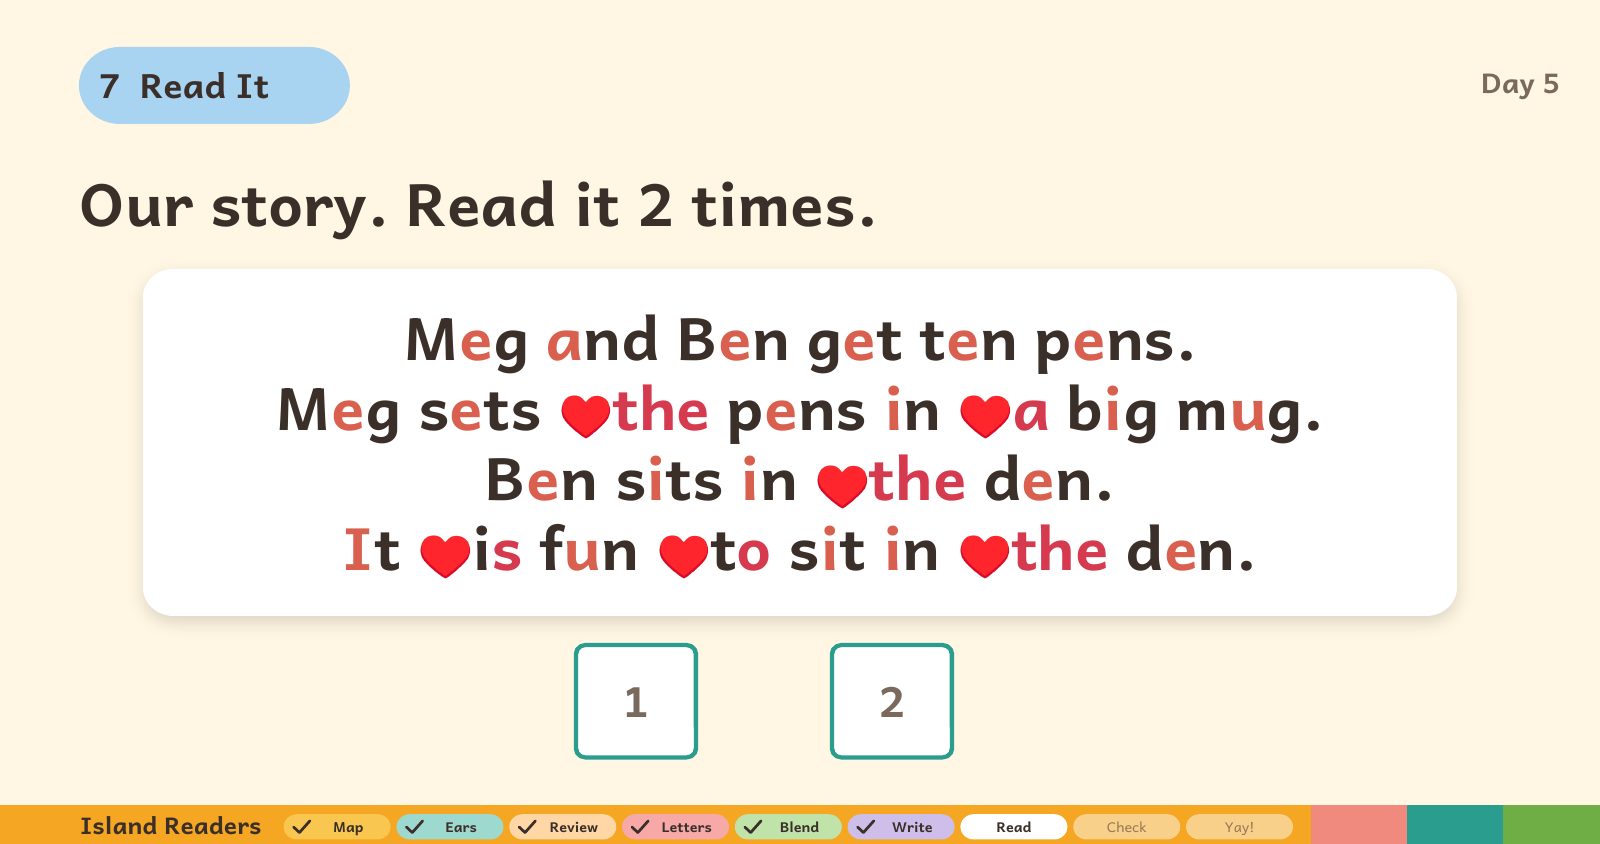 7 Read It
Day 5
Our story. Read it 2 times.
Meg and Ben get ten pens.
Meg sets ❤the pens in ❤a big mug.
Ben sits in ❤the den.
It ❤is fun ❤to sit in ❤the den.
1 2
Island Readers ✓ Map ✓ Ears ✓ Review ✓ Letters ✓ Blend ✓ Write Read Check Yay!